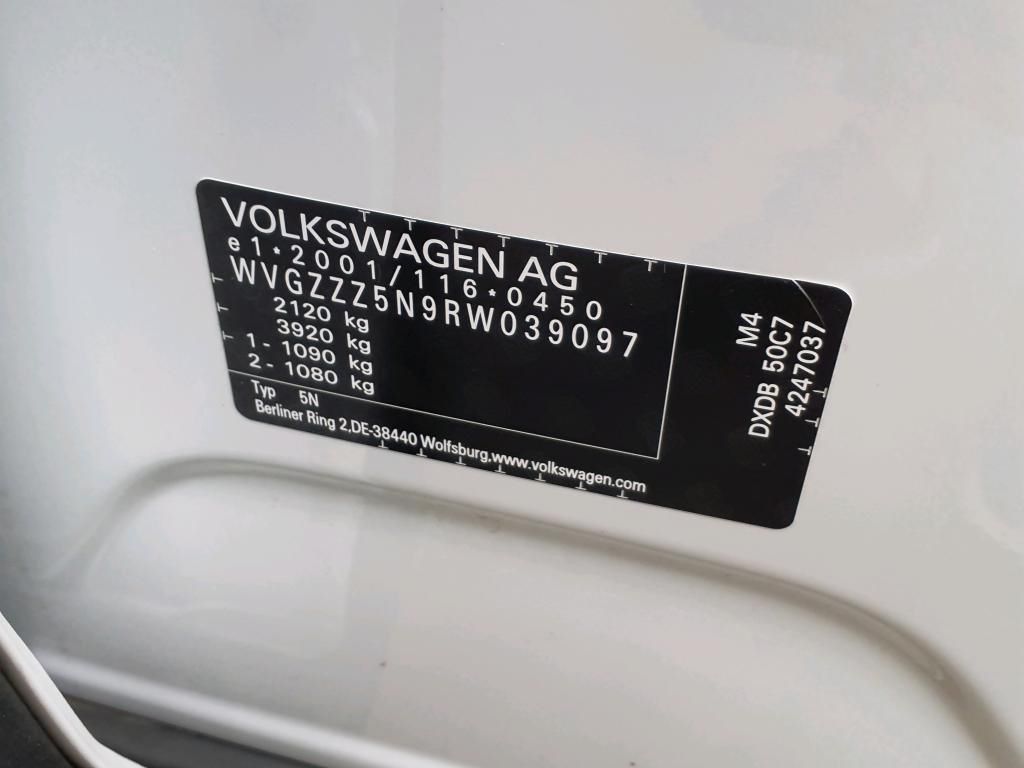 VOLKSWAGEN AG
e1*2001/116*0450
WVGZZZ5N9RW039097
2120 kg
3920 kg
1 - 1090 kg
2 - 1080 kg
Typ 5N
Berliner Ring 2,DE-38440 Wolfsburg,www.volkswagen.com
M4
DXDB 50C7
4247037